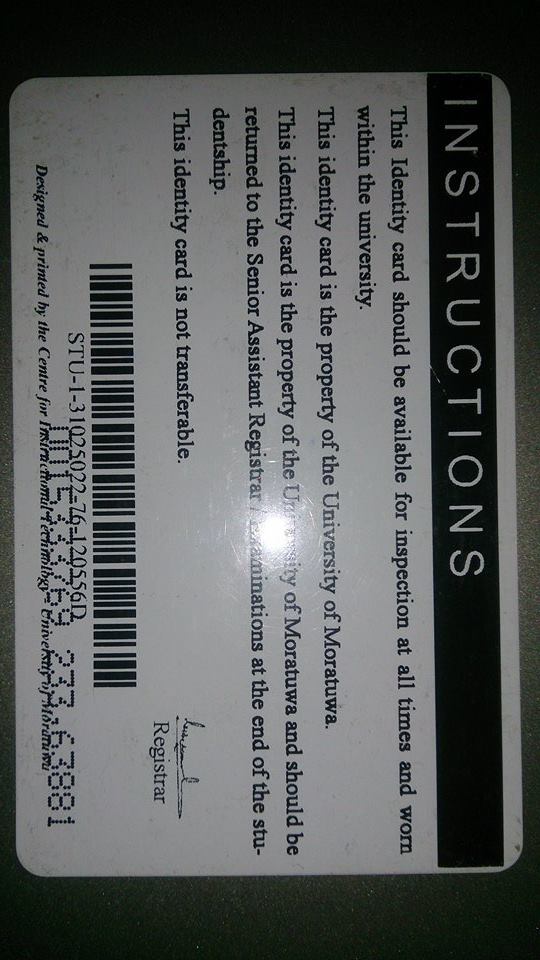 INSTRUCTIONS
This Identity card should be available for inspection at all times and worn
within the university.
This identity card is the property of the University of Moratuwa.
This identity card is the property of the University of Moratuwa and should be
returned to the Senior Assistant Registrar / Examinations at the end of the stu-
dentship.
This identity card is not transferable.
Registrar
STU-1-31025022-76-120556D
Designed & printed by the Centre for Instructional Technology- University of Moratuwa
237,63881